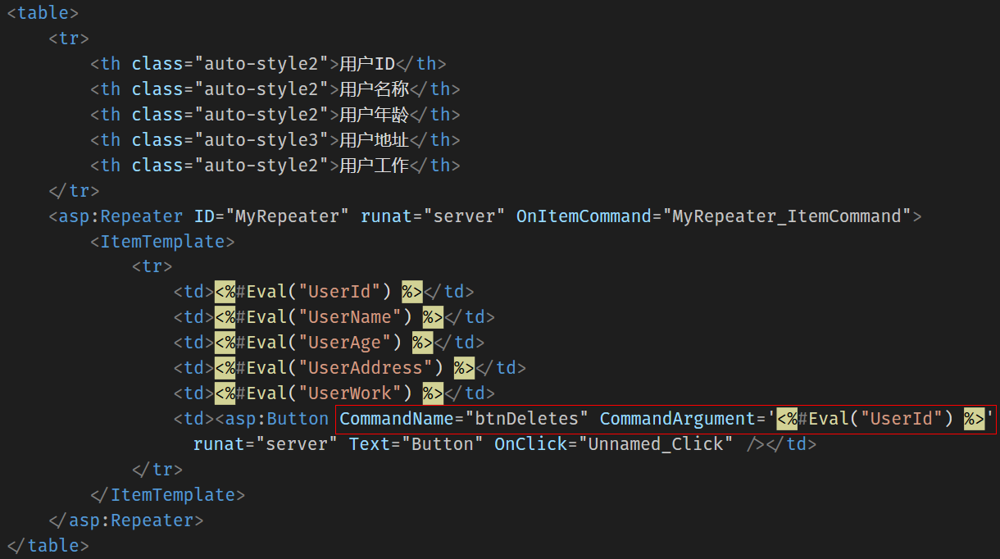 <table>
<tr>
<th class="auto-style2">用户ID</th>
<th class="auto-style2">用户名称</th>
<th class="auto-style2">用户年龄</th>
<th class="auto-style3">用户地址</th>
<th class="auto-style2">用户工作</th>
</tr>
<asp:Repeater ID="MyRepeater" runat="server" OnItemCommand="MyRepeater_ItemCommand">
<ItemTemplate>
<tr>
<td><%#Eval("UserId") %></td>
<td><%#Eval("UserName") %></td>
<td><%#Eval("UserAge") %></td>
<td><%#Eval("UserAddress") %></td>
<td><%#Eval("UserWork") %></td>
<td><asp:Button CommandName="btnDeletes" CommandArgument='<%#Eval("UserId") %>'
runat="server" Text="Button" OnClick="Unnamed_Click" /></td>
</tr>
</ItemTemplate>
</asp:Repeater>
</table>